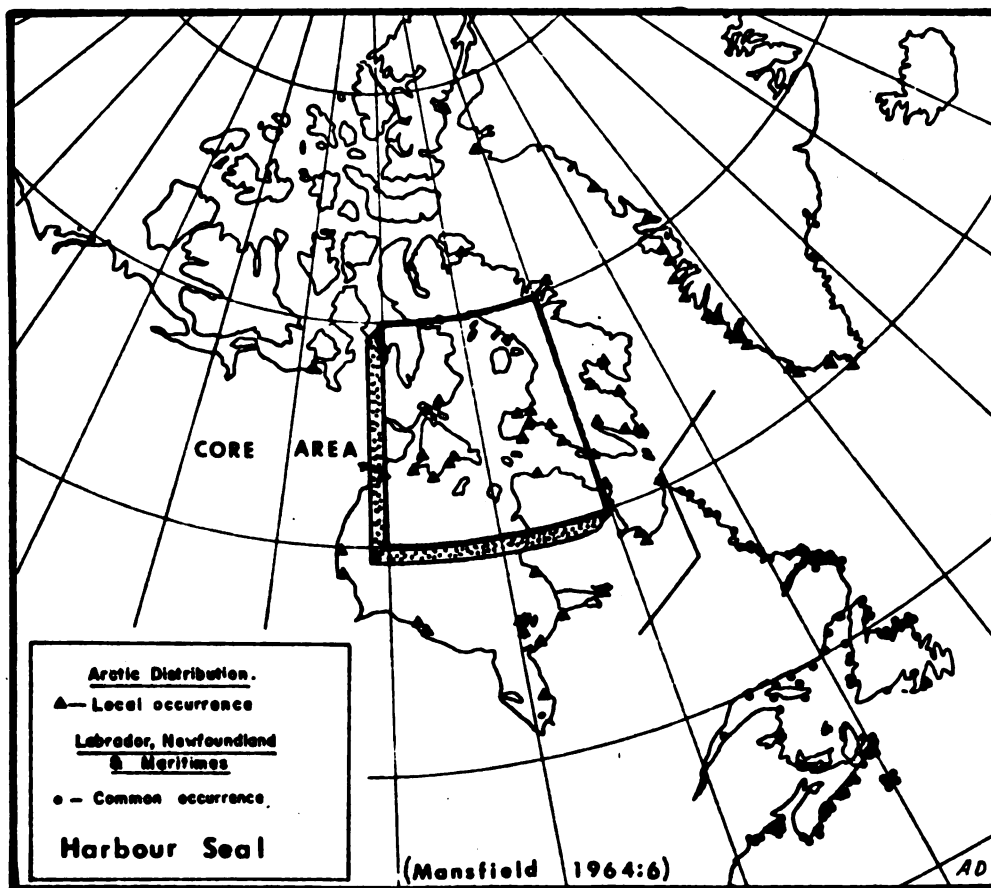 CORE AREA
Arctic Distribution.
▲— Local occurrence
Labrador, Newfoundland
& Maritimes
• — Common occurrence
Harbour Seal
(Mansfield 1964:6)
AD